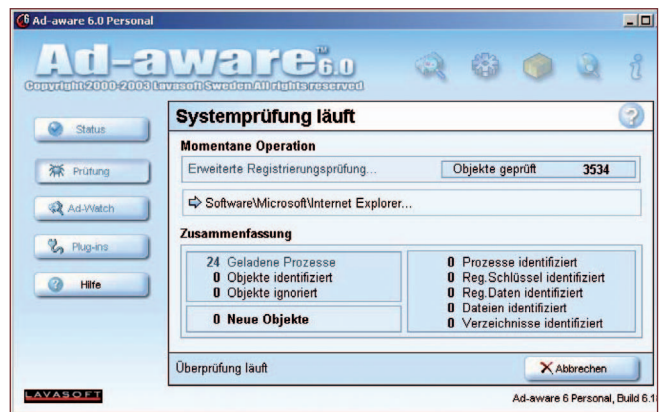 Ad-aware 6.0 Personal
Ad-aware 6.0
TM
Copyright 2000-2003 Lavasoft Sweden All rights reserved
Status
Prüfung
Ad-Watch
Plug-ins
Hilfe
Systemprüfung läuft
Momentane Operation
Erweiterte Registrierungsprüfung...
Objekte geprüft 3534
Software\Microsoft\Internet Explorer...
Zusammenfassung
24 Geladene Prozesse
0 Objekte identifiziert
0 Objekte ignoriert
0 Neue Objekte
0 Prozesse identifiziert
0 Reg.Schlüssel identifiziert
0 Reg.Daten identifiziert
0 Dateien identifiziert
0 Verzeichnisse identifiziert
Überprüfung läuft
Abbrechen
LAVASOFT
Ad-aware 6 Personal, Build 6.1